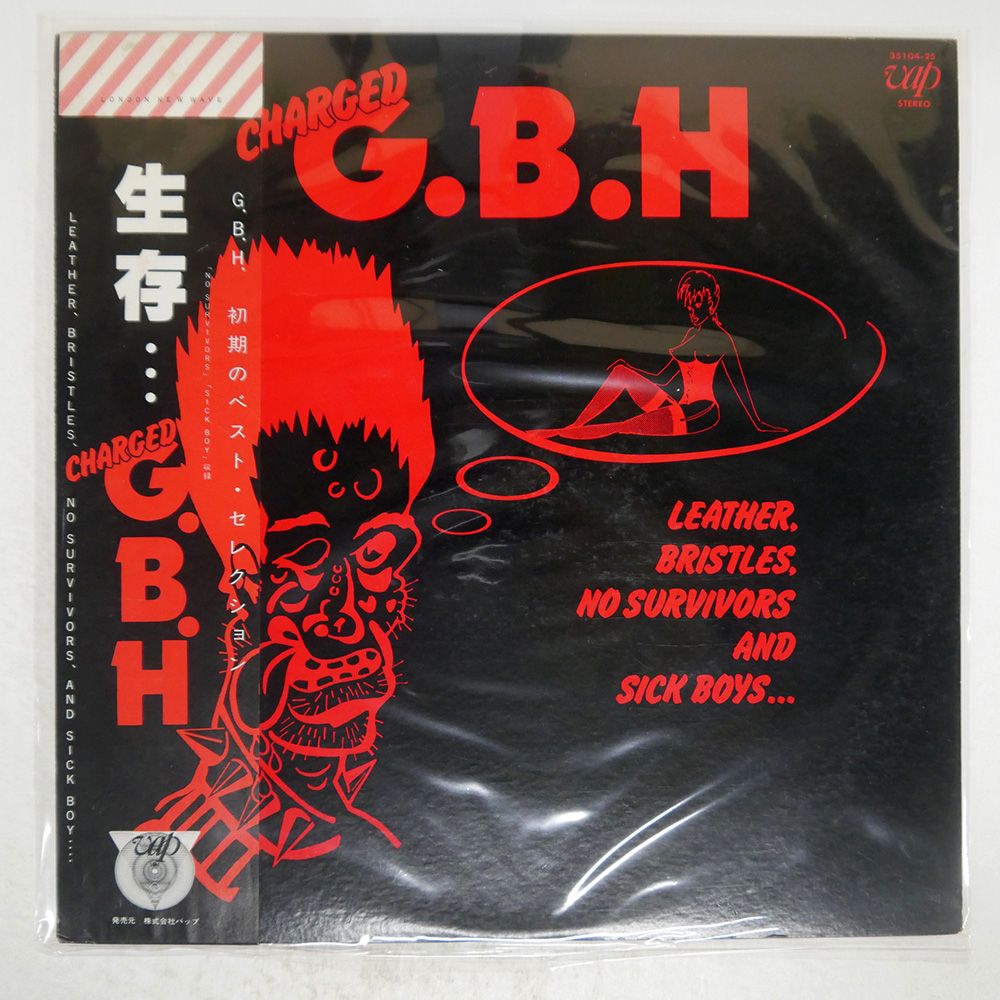 LONDON NEW WAVE
生存…
LEATHER, BRISTLES, NO SURVIVORS, AND SICK BOY……
CHARGED
G.B.H
G.B.H、初期のベスト・セレクション
「NO SURVIVORS」「SICK BOY」収録
vap
発売元 株式会社バップ
CHARGED
G.B.H
35104-25
vap
STEREO
LEATHER,
BRISTLES,
NO SURVIVORS
AND
SICK BOYS...